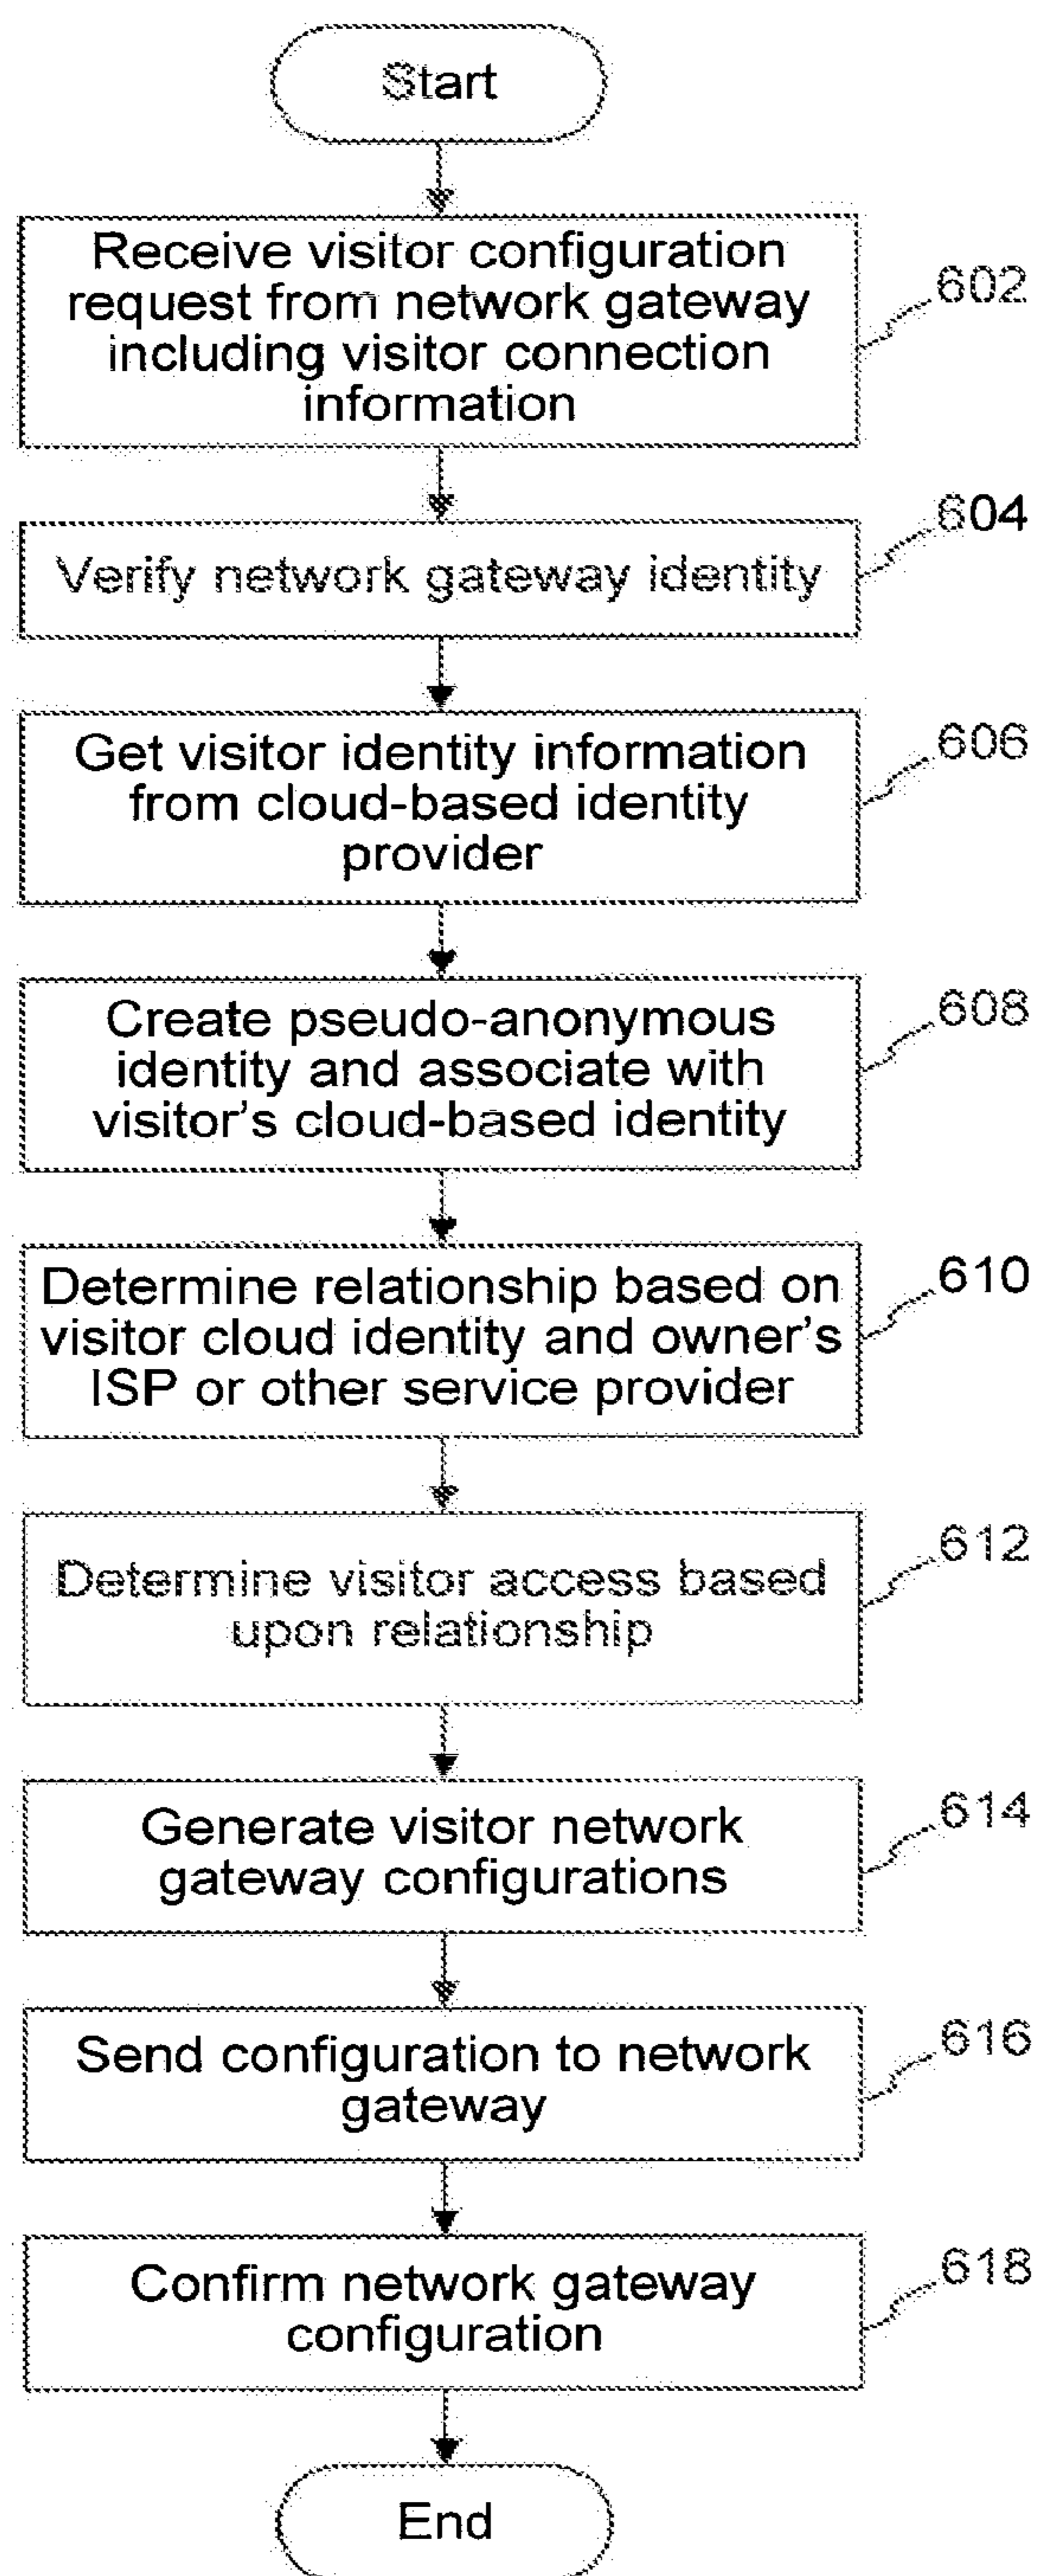 Start
Receive visitor configuration
request from network gateway
including visitor connection
information
602
Verify network gateway identity
604
Get visitor identity information
from cloud-based identity
provider
606
Create pseudo-anonymous
identity and associate with
visitor's cloud-based identity
608
Determine relationship based on
visitor cloud identity and owner's
ISP or other service provider
610
Determine visitor access based
upon relationship
612
Generate visitor network
gateway configurations
614
Send configuration to network
gateway
616
Confirm network gateway
configuration
618
End